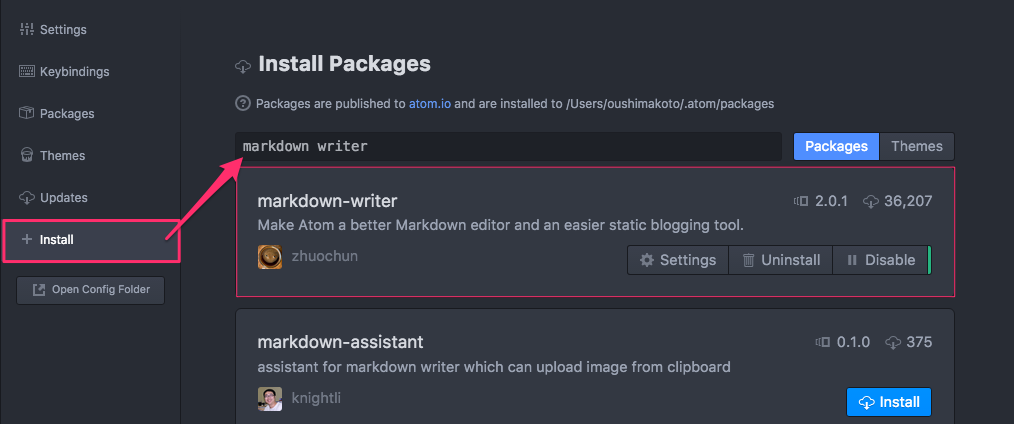 Settings
Keybindings
Packages
Themes
Updates
Install
Open Config Folder
Install Packages
Packages are published to atom.io and are installed to /Users/oushimakoto/.atom/packages
markdown writer
Packages Themes
markdown-writer 2.0.1 36,207
Make Atom a better Markdown editor and an easier static blogging tool.
zhuochun
Settings Uninstall Disable
markdown-assistant 0.1.0 375
assistant for markdown writer which can upload image from clipboard
knightli
Install